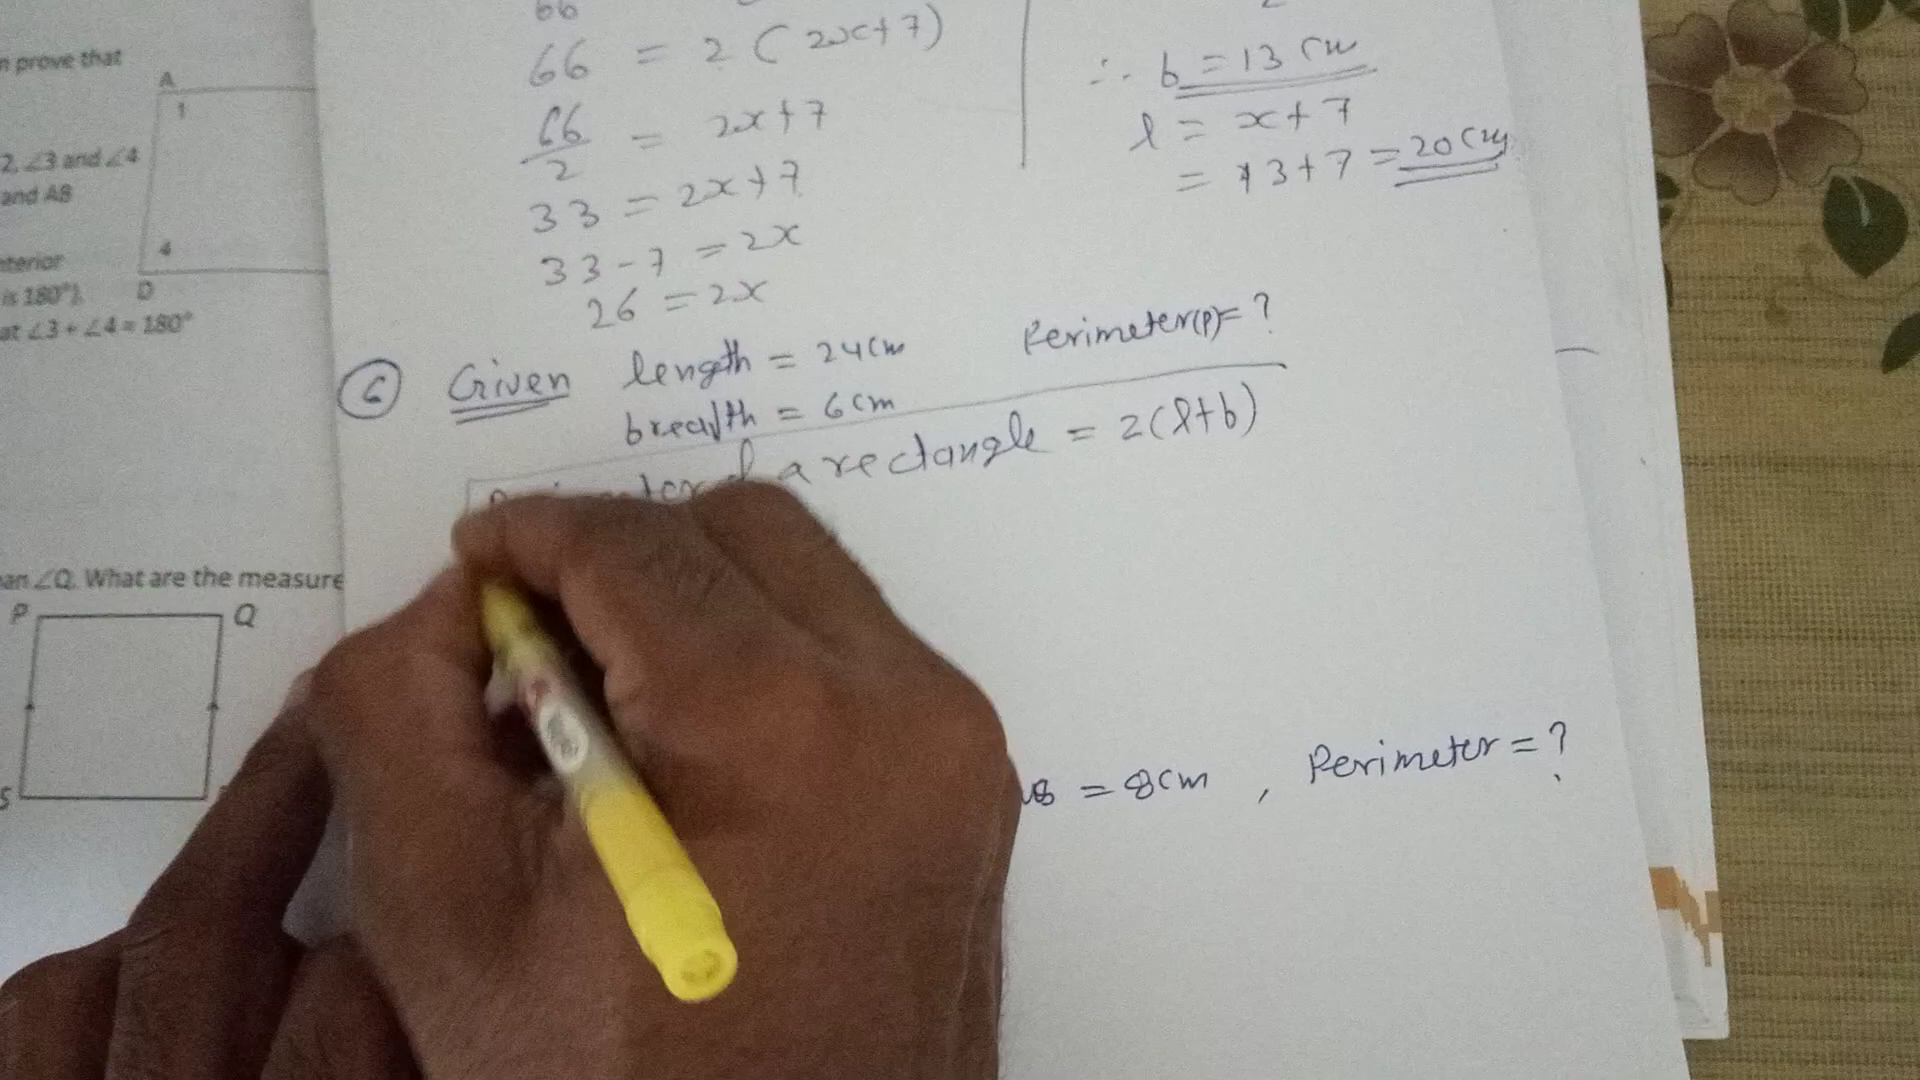 n prove that
A
1
2, ∠3 and ∠4
and AB
4
nterior
is 180°).
D
at ∠3 + ∠4 = 180°
an ∠Q. What are the measure
P
Q
S
66
66 = 2 ( 2x+7)
66/2 = 2x+7
33 = 2x+7
33-7 = 2x
26 = 2x
∴ b = 13 cm
l = x+7
= 13+7 = 20 cm
6 Given length = 24cm Perimeter(P)= ?
breadth = 6cm
a rectangle = 2(l+b)
= 8cm , Perimeter = ?